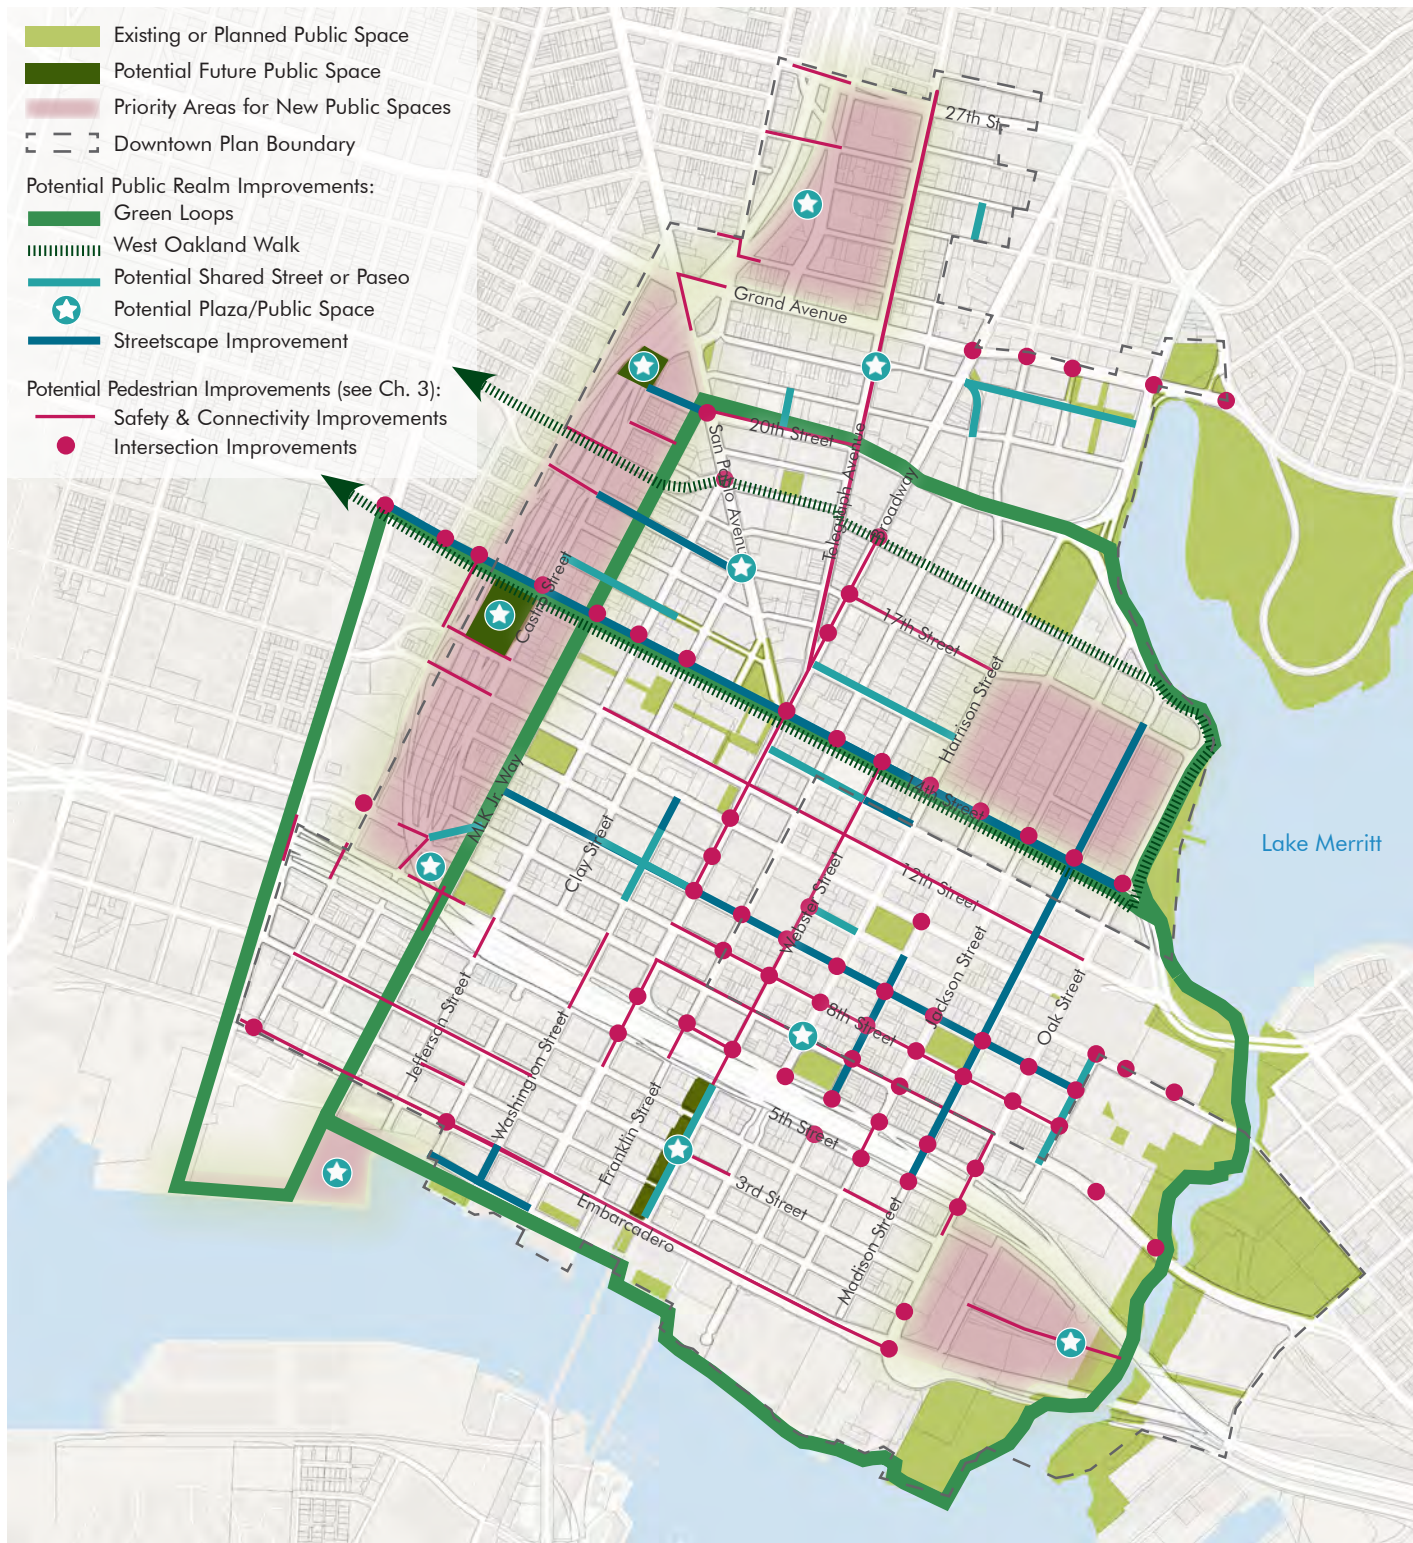 Existing or Planned Public Space
Potential Future Public Space
Priority Areas for New Public Spaces
Downtown Plan Boundary
Potential Public Realm Improvements:
Green Loops
West Oakland Walk
Potential Shared Street or Paseo
Potential Plaza/Public Space
Streetscape Improvement
Potential Pedestrian Improvements (see Ch. 3):
Safety & Connectivity Improvements
Intersection Improvements
27th St.
Grand Avenue
20th Street
San Pablo Avenue
Telegraph Avenue
Broadway
17th Street
Castro Street
Harrison Street
14th Street
MLK Jr. Way
Clay Street
Webster Street
12th Street
Lake Merritt
Jackson Street
Oak Street
Jefferson Street
Washington Street
8th Street
Franklin Street
5th Street
3rd Street
Embarcadero
Madison Street